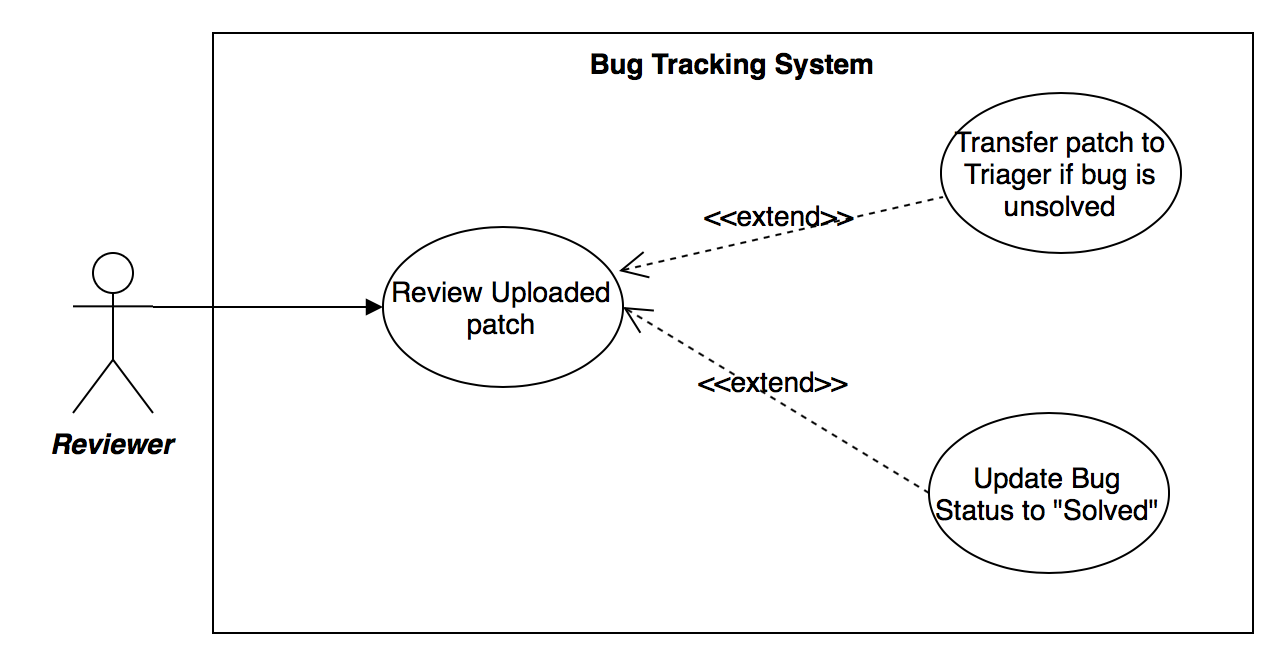 Bug Tracking System
Transfer patch to
Triager if bug is
unsolved
<<extend>>
Review Uploaded
patch
<<extend>>
Reviewer
Update Bug
Status to "Solved"